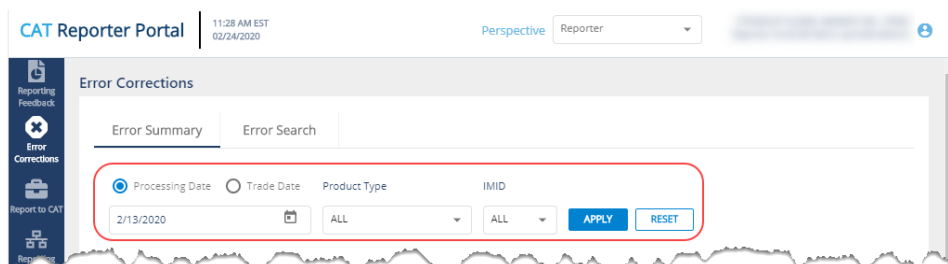 CAT Reporter Portal
11:28 AM EST
02/24/2020
Perspective
Reporter
Reporting
Feedback
Error
Corrections
Report to CAT
Reporting
Error Corrections
Error Summary
Error Search
Processing Date
Trade Date
Product Type
IMID
2/13/2020
ALL
ALL
APPLY
RESET